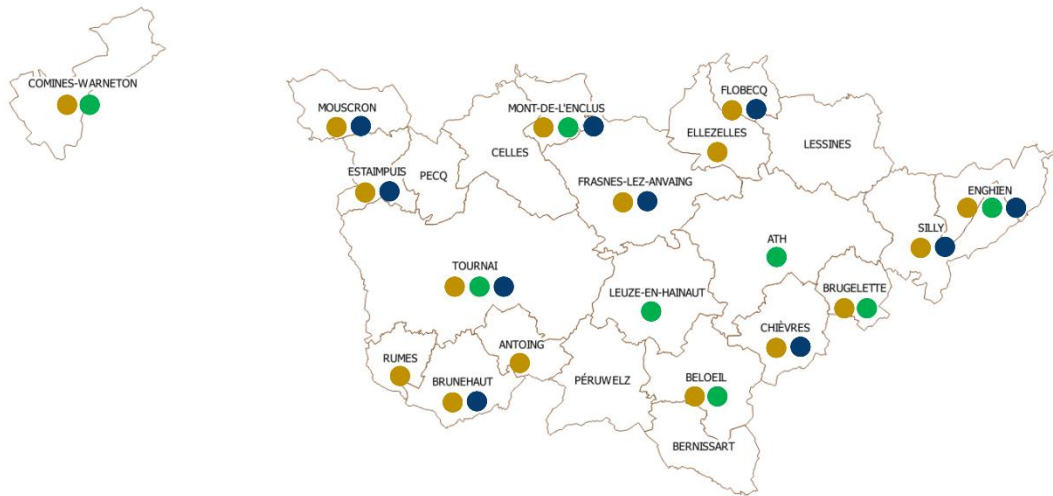 COMINES-WARNETON
MOUSCRON
MONT-DE-L'ENCLUS
FLOBECQ
ELLEZELLES
LESSINES
CELLES
ESTAIMPUIS
PECQ
FRASNES-LEZ-ANVAING
ENGHIEN
SILLY
ATH
TOURNAI
LEUZE-EN-HAINAUT
BRUGELETTE
CHIÈVRES
ANTOING
RUMES
BRUNEHAUT
PÉRUWELZ
BELOEIL
BERNISSART